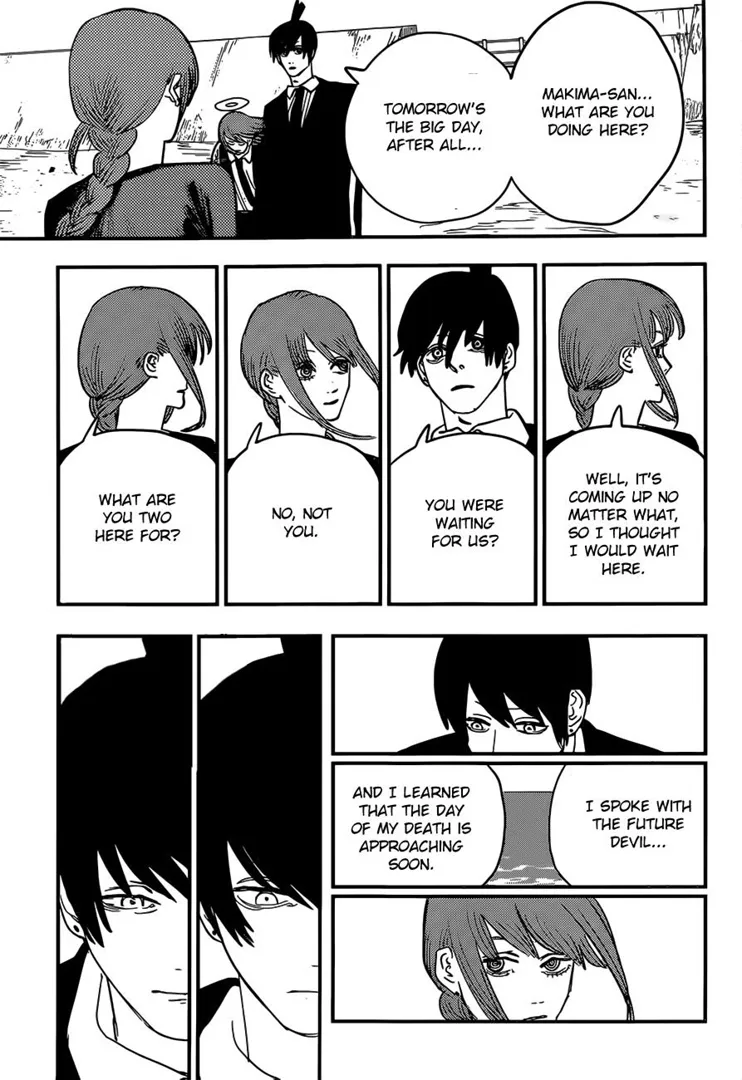 MAKIMA-SAN...
WHAT ARE YOU
DOING HERE?
TOMORROW'S
THE BIG DAY,
AFTER ALL...
WELL, IT'S
COMING UP NO
MATTER WHAT,
SO I THOUGHT
I WOULD WAIT
HERE.
YOU WERE
WAITING
FOR US?
NO, NOT
YOU.
WHAT ARE
YOU TWO
HERE FOR?
I SPOKE WITH
THE FUTURE
DEVIL...
AND I LEARNED
THAT THE DAY
OF MY DEATH IS
APPROACHING
SOON.